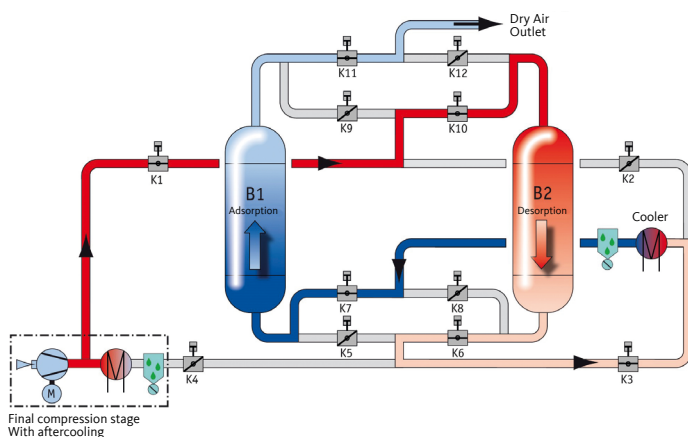 Dry Air
Outlet
K11
K12
K9
K10
K1
K2
B1
Adsorption
B2
Desorption
Cooler
K7
K8
K5
K6
K4
K3
M
Final compression stage
With aftercooling